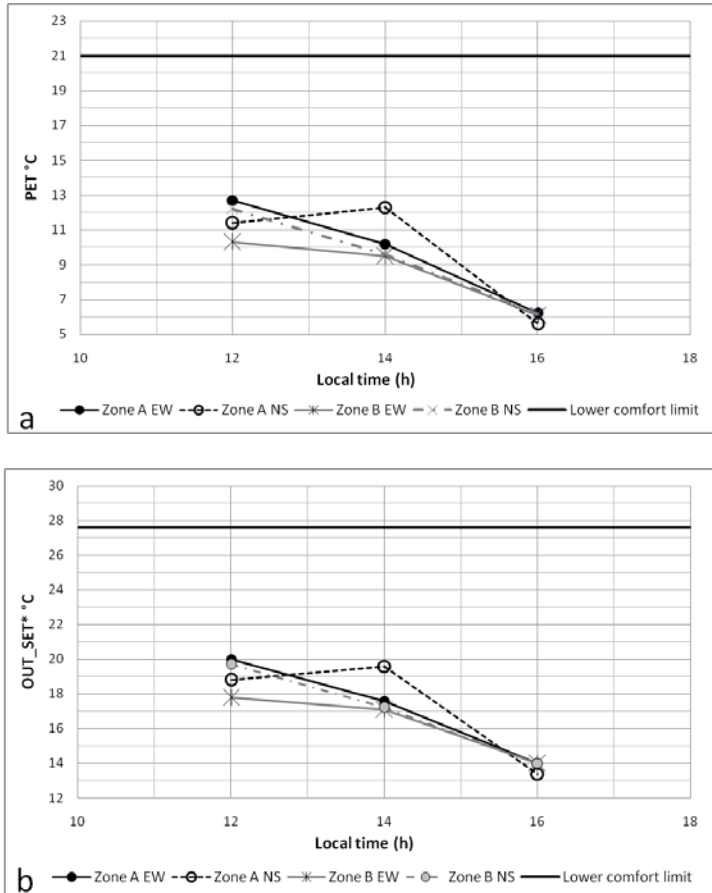 21
19
17
15
13
11
9
7
5
PET °C
10 12 14 16 18
Local time (h)
a Zone A EW Zone A NS Zone B EW Zone B NS Lower comfort limit
30
28
26
24
22
20
18
16
14
12
OUT_SET* °C
10 12 14 16 18
Local time (h)
b Zone A EW Zone A NS Zone B EW Zone B NS Lower comfort limit